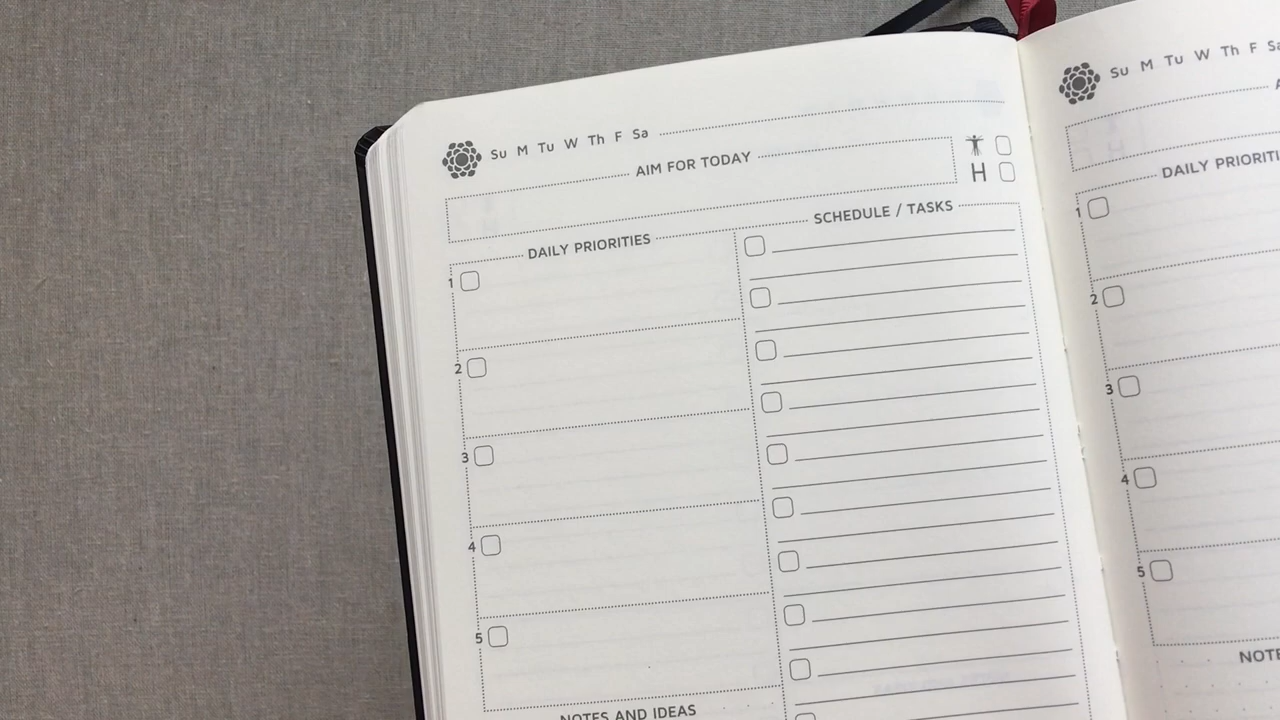 Su M Tu W Th F Sa
AIM FOR TODAY
H
DAILY PRIORITIES
SCHEDULE / TASKS
1
2
3
4
5
NOTES AND IDEAS
Su M Tu W Th F Sa
DAILY PRIORITI
1
2
3
4
5
NOTE